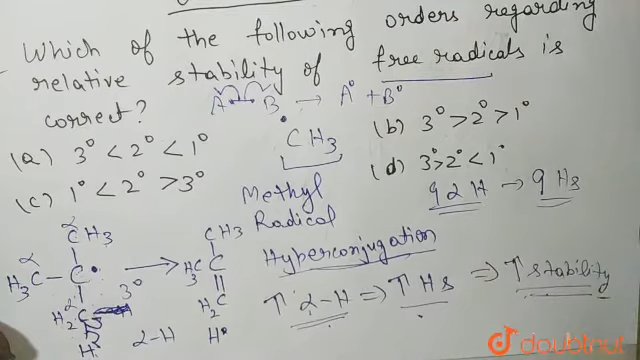 Which of the following orders regarding
relative stability of free radicals is
correct?
A — B → A° + B°
(a) 3° < 2° < 1°
(b) 3° > 2° > 1°
(c) 1° < 2° > 3°
(d) 3 > 2° < 1°
•CH3
Methyl
Radical
9 α H → 9 Hs
Hyperconjugation
↑ α-H ⇒ ↑ Hs ⇒ ↑ stability
α
CH3
α
H3C — C •
3°
α
H2C — H
H
α-H
→
CH3
H3C C
H2C
H•
doubtnut